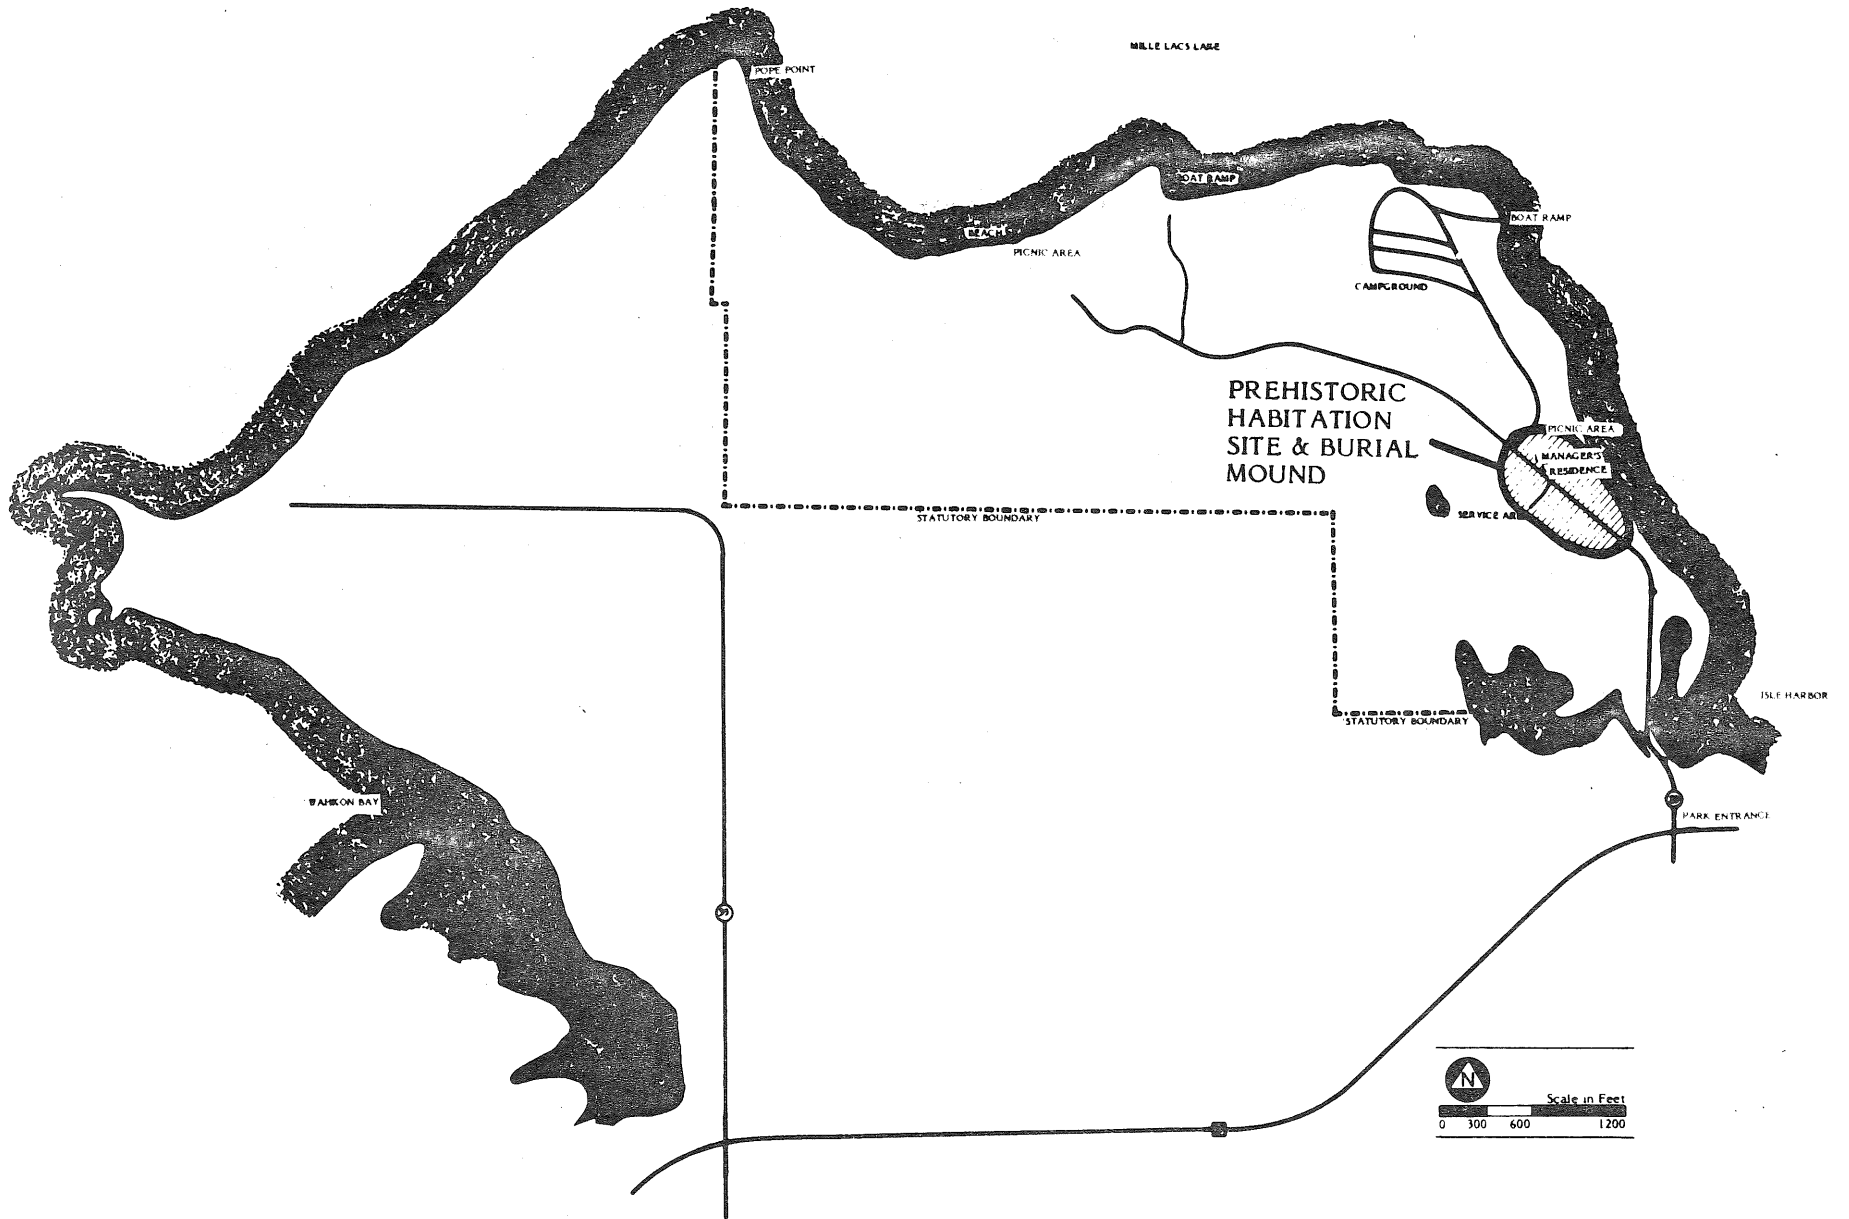 MILLE LACS LAKE
POPE POINT
BOAT RAMP
BOAT RAMP
BEACH
PICNIC AREA
CAMPGROUND
PREHISTORIC
HABITATION
SITE & BURIAL
MOUND
PICNIC AREA
MANAGER'S
RESIDENCE
SERVICE
STATUTORY BOUNDARY
ISLE HARBOR
STATUTORY BOUNDARY
BAY
PARK ENTRANCE
N
Scale in Feet
0 300 600 1200